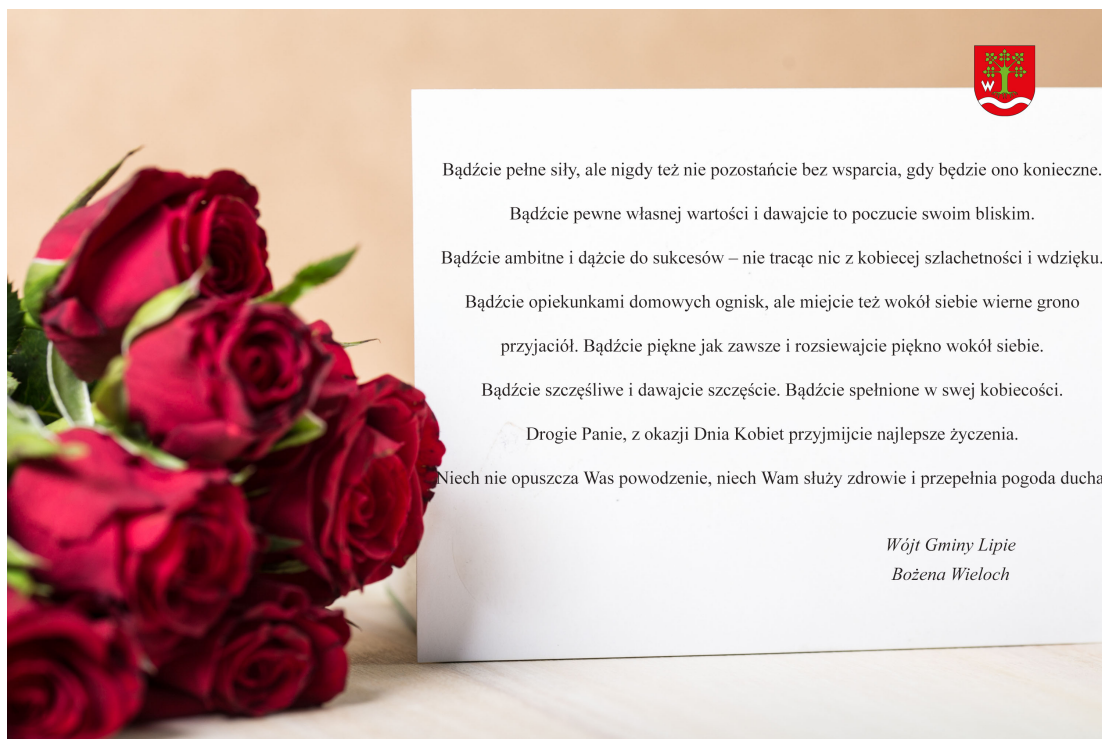 W
Bądźcie pełne siły, ale nigdy też nie pozostańcie bez wsparcia, gdy będzie ono konieczne.
Bądźcie pewne własnej wartości i dawajcie to poczucie swoim bliskim.
Bądźcie ambitne i dążcie do sukcesów – nie tracąc nic z kobiecej szlachetności i wdzięku.
Bądźcie opiekunkami domowych ognisk, ale miejcie też wokół siebie wierne grono
przyjaciół. Bądźcie piękne jak zawsze i rozsiewajcie piękno wokół siebie.
Bądźcie szczęśliwe i dawajcie szczęście. Bądźcie spełnione w swej kobiecości.
Drogie Panie, z okazji Dnia Kobiet przyjmijcie najlepsze życzenia.
Niech nie opuszcza Was powodzenie, niech Wam służy zdrowie i przepełnia pogoda ducha
Wójt Gminy Lipie
Bożena Wieloch